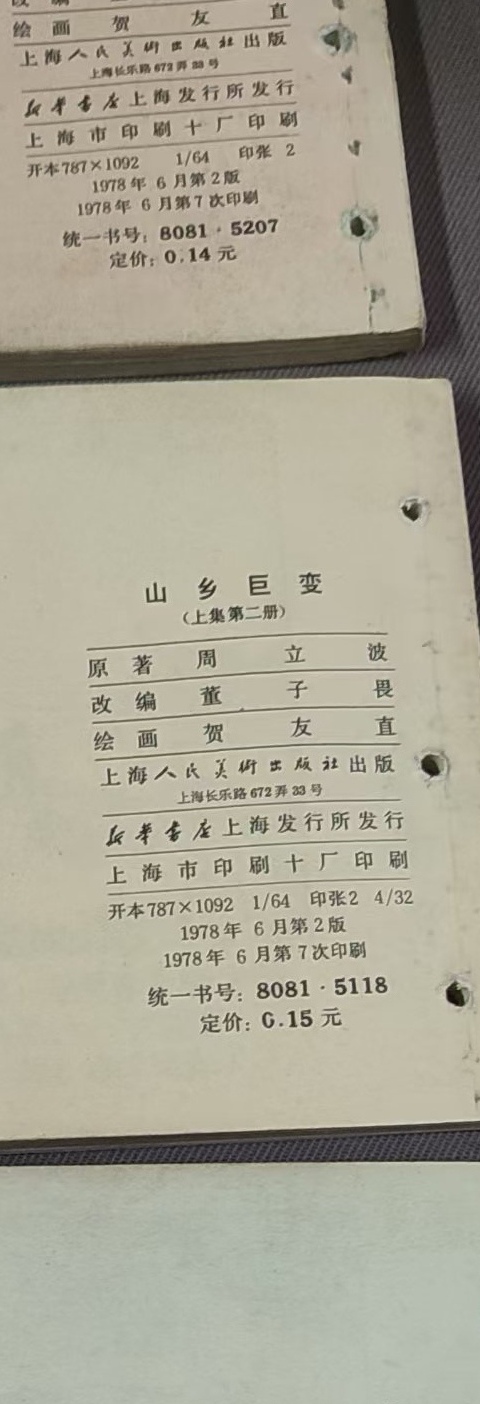 绘画 贺友直
上海人民美術出版社出版
上海长乐路672弄33号
新华书店上海发行所发行
上海市印刷十厂印刷
开本787×1092 1/64 印张 2
1978年 6 月第 2 版
1978年 6 月第 7 次印刷
统一书号：8081·5207
定价：0.14 元
山乡巨变
（上集第二册）
原著 周立波
改编 董子畏
绘画 贺友直
上海人民美術出版社出版
上海长乐路672弄33号
新华书店上海发行所发行
上海市印刷十厂印刷
开本787×1092 1/64 印张2 4/32
1978年 6 月第 2 版
1978年 6 月第 7 次印刷
统一书号：8081·5118
定价：0.15 元